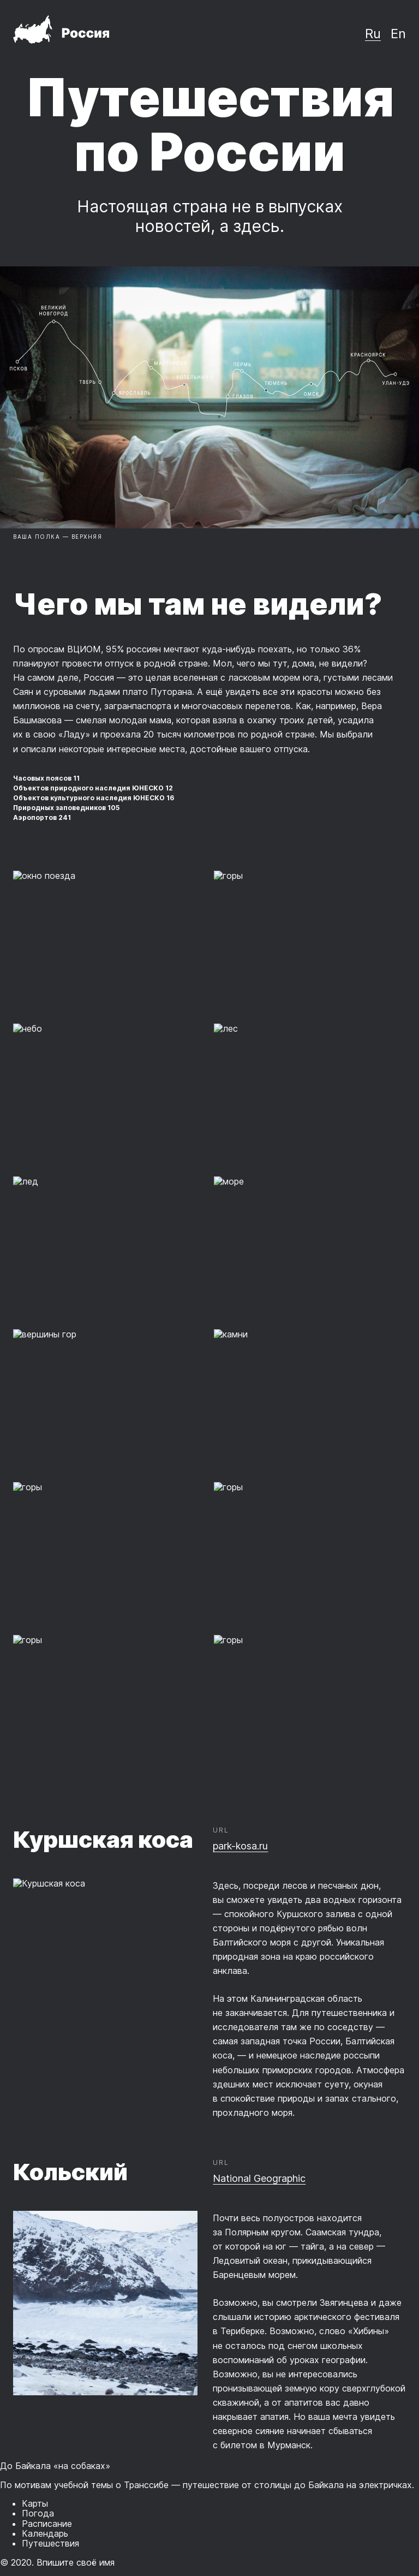 Россия
Ru En
Путешествия
по России
Настоящая страна не в выпусках
новостей, а здесь.
ВЕЛИКИЙ
НОВГОРОД
ПСКОВ
ТВЕРЬ
ЯРОСЛАВЛЬ
ПЕРМЬ
ГЛАЗОВ
ТЮМЕНЬ
ОМСК
КРАСНОЯРСК
УЛАН-УДЭ
ВАША ПОЛКА — ВЕРХНЯЯ
Чего мы там не видели?
По опросам ВЦИОМ, 95% россиян мечтают куда-нибудь поехать, но только 36%
планируют провести отпуск в родной стране. Мол, чего мы тут, дома, не видели?
На самом деле, Россия — это целая вселенная с ласковым морем юга, густыми лесами
Саян и суровыми льдами плато Путорана. А ещё увидеть все эти красоты можно без
миллионов на счету, загранпаспорта и многочасовых перелетов. Как, например, Вера
Башмакова — смелая молодая мама, которая взяла в охапку троих детей, усадила
их в свою «Ладу» и проехала 20 тысяч километров по родной стране. Мы выбрали
и описали некоторые интересные места, достойные вашего отпуска.
Часовых поясов 11
Объектов природного наследия ЮНЕСКО 12
Объектов культурного наследия ЮНЕСКО 16
Природных заповедников 105
Аэропортов 241
окно поезда
горы
небо
лес
лед
море
вершины гор
камни
горы
горы
горы
горы
Куршская коса
URL
park-kosa.ru
Куршская коса
Здесь, посреди лесов и песчаных дюн,
вы сможете увидеть два водных горизонта
— спокойного Куршского залива с одной
стороны и подёрнутого рябью волн
Балтийского моря с другой. Уникальная
природная зона на краю российского
анклава.
На этом Калининградская область
не заканчивается. Для путешественника и
исследователя там же по соседству —
самая западная точка России, Балтийская
коса, — и немецкое наследие россыпи
небольших приморских городов. Атмосфера
здешних мест исключает суету, окуная
в спокойствие природы и запах стального,
прохладного моря.
Кольский
URL
National Geographic
Почти весь полуостров находится
за Полярным кругом. Саамская тундра,
от которой на юг — тайга, а на север —
Ледовитый океан, прикидывающийся
Баренцевым морем.
Возможно, вы смотрели Звягинцева и даже
слышали историю арктического фестиваля
в Териберке. Возможно, слово «Хибины»
не осталось под снегом школьных
воспоминаний об уроках географии.
Возможно, вы не интересовались
пронизывающей земную кору сверхглубокой
скважиной, а от апатитов вас давно
накрывает апатия. Но ваша мечта увидеть
северное сияние начинает сбываться
с билетом в Мурманск.
До Байкала «на собаках»
По мотивам учебной темы о Транссибе — путешествие от столицы до Байкала на электричках.
Карты
Погода
Расписание
Календарь
Путешествия
© 2020. Впишите своё имя